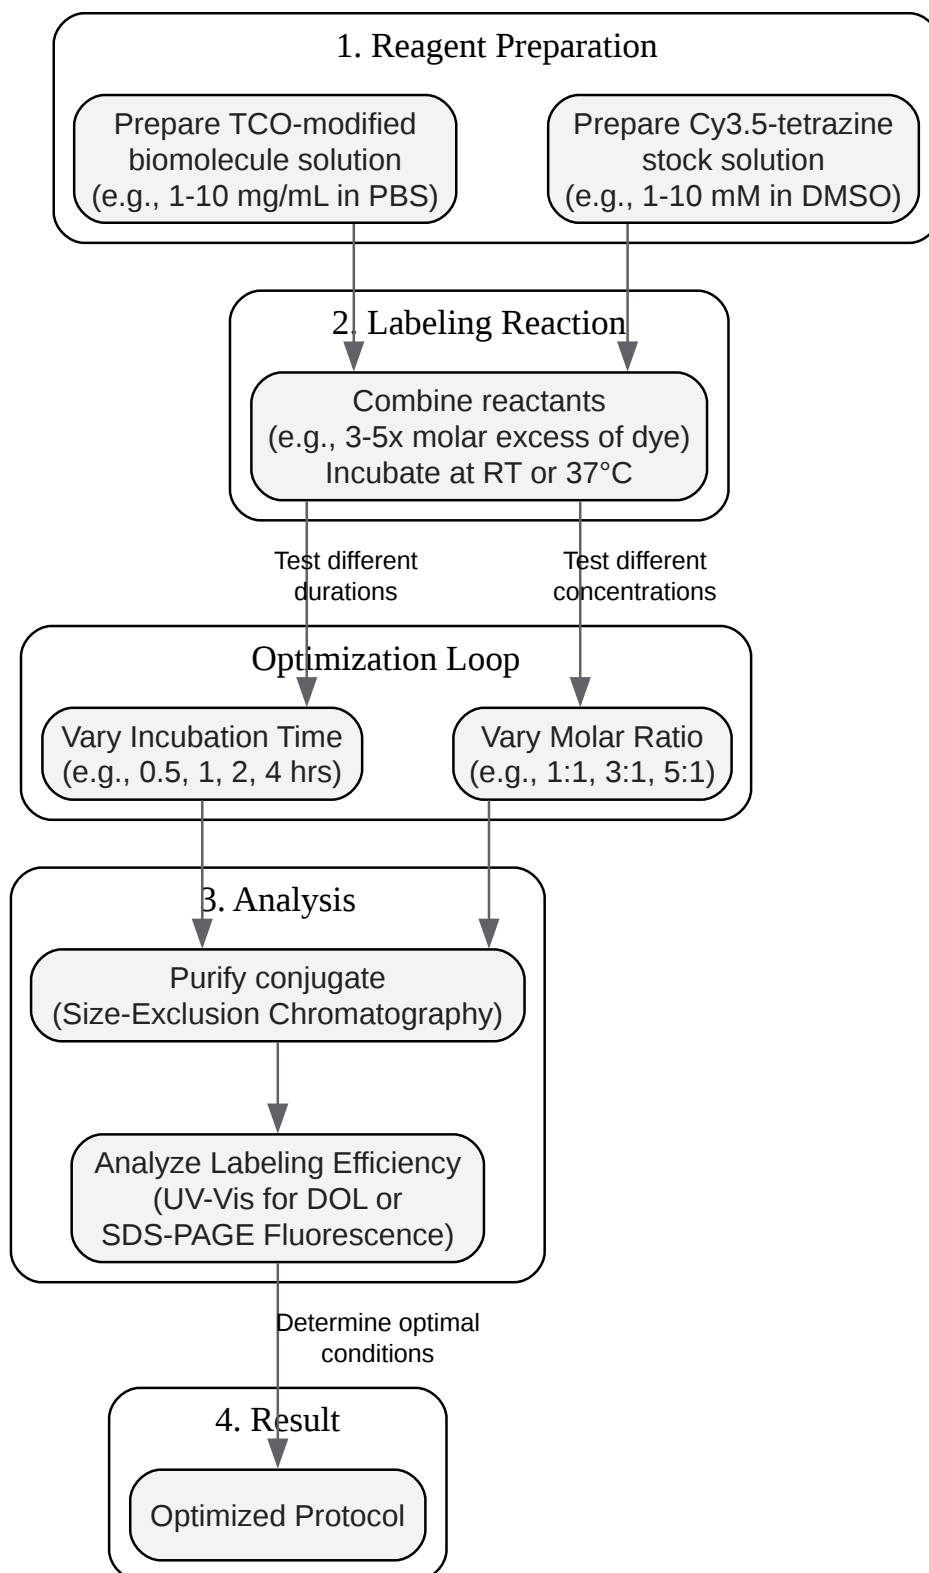 1. Reagent Preparation
Prepare TCO-modified
biomolecule solution
(e.g., 1-10 mg/mL in PBS)
Prepare Cy3.5-tetrazine
stock solution
(e.g., 1-10 mM in DMSO)
2. Labeling Reaction
Combine reactants
(e.g., 3-5x molar excess of dye)
Incubate at RT or 37°C
Test different
durations
Test different
concentrations
Optimization Loop
Vary Incubation Time
(e.g., 0.5, 1, 2, 4 hrs)
Vary Molar Ratio
(e.g., 1:1, 3:1, 5:1)
3. Analysis
Purify conjugate
(Size-Exclusion Chromatography)
Analyze Labeling Efficiency
(UV-Vis for DOL or
SDS-PAGE Fluorescence)
Determine optimal
conditions
4. Result
Optimized Protocol